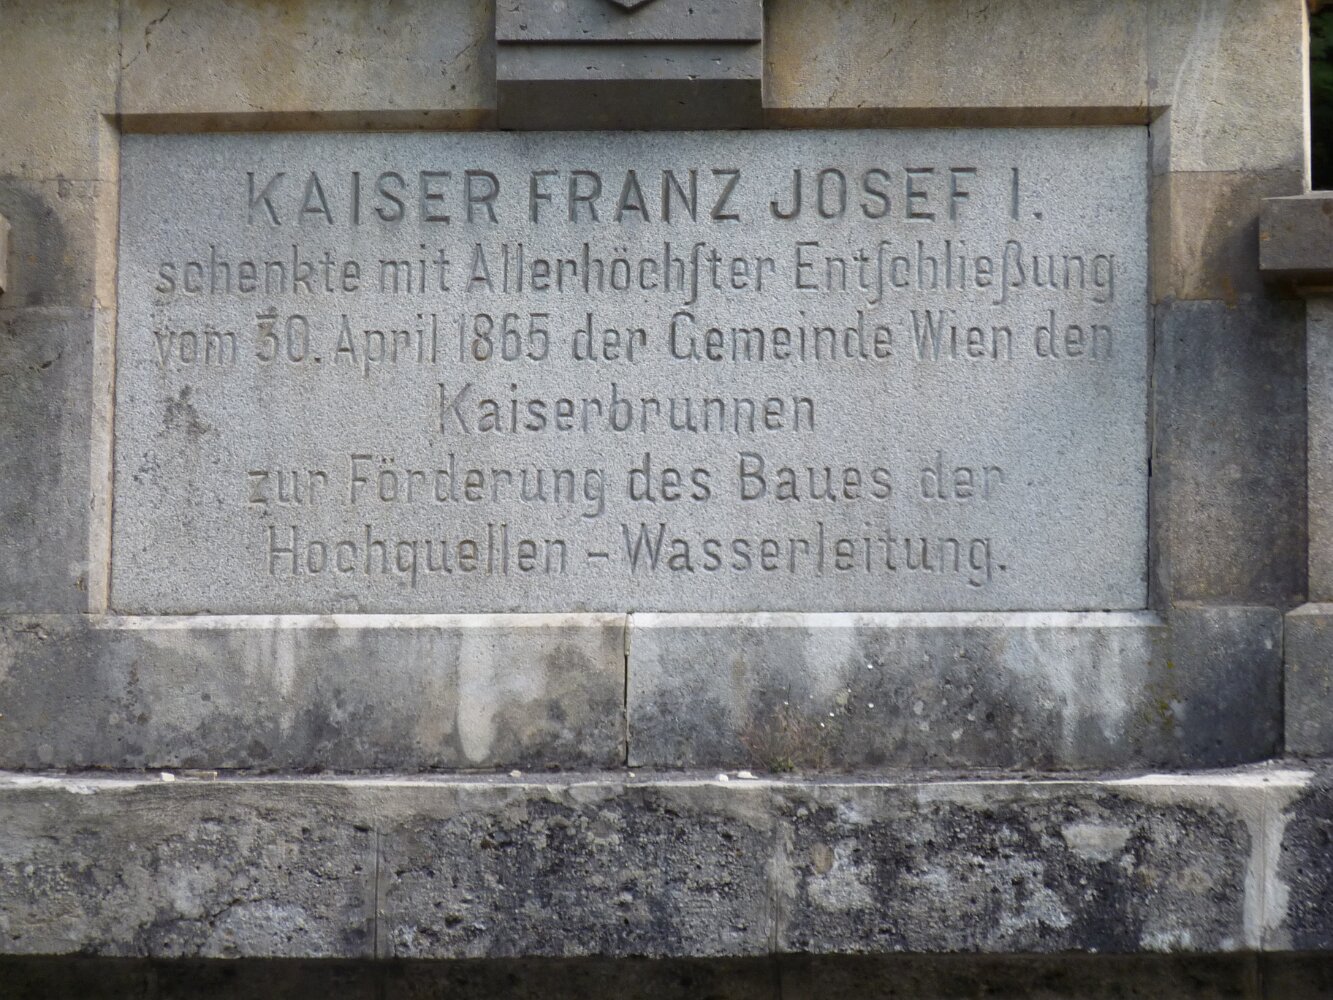 KAISER FRANZ JOSEF I.
schenkte mit Allerhöchſter Entſchließung
vom 30. April 1865 der Gemeinde Wien den
Kaiserbrunnen
zur Förderung des Baues der
Hochquellen – Wasserleitung.